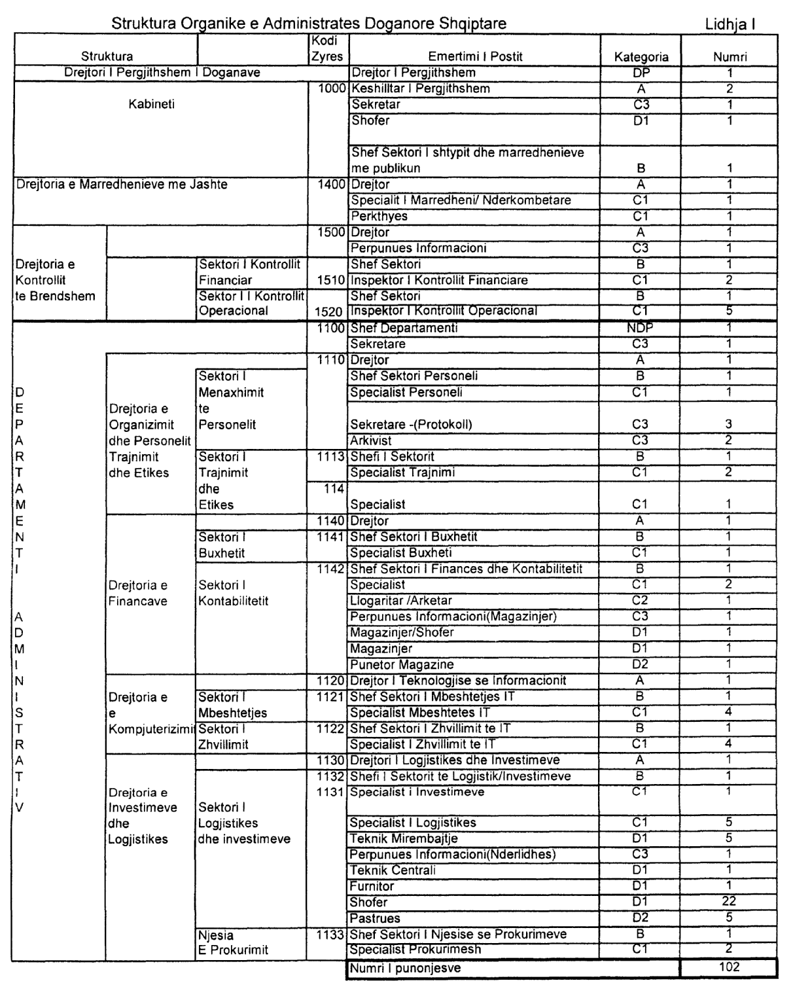 Struktura Organike e Administrates Doganore Shqiptare Lidhja I
Struktura Kodi Zyres Emertimi I Postit Kategoria Numri
Drejtori I Pergjithshem I Doganave Drejtor I Pergjithshem DP 1
1000 Keshilltar I Pergjithshem A 2
Kabineti Sekretar C3 1
Shofer D1 1
Shef Sektori I shtypit dhe marredhenieve
me publikun B 1
Drejtoria e Marredhenieve me Jashte 1400 Drejtor A 1
Specialit I Marredheni/ Nderkombetare C1 1
Perkthyes C1 1
1500 Drejtor A 1
Perpunues Informacioni C3 1
Drejtoria e Sektori I Kontrollit Shef Sektori B 1
Kontrollit Financiar 1510 Inspektor I Kontrollit Financiare C1 2
te Brendshem Sektor I I Kontrollit Shef Sektori B 1
Operacional 1520 Inspektor I Kontrollit Operacional C1 5
1100 Shef Departamenti NDP 1
Sekretare C3 1
1110 Drejtor A 1
Sektori I Shef Sektori Personeli B 1
D Menaxhimit Specialist Personeli C1 1
E Drejtoria e te
P Organizimit Personelit Sekretare -(Protokoll) C3 3
A dhe Personelit Arkivist C3 2
R Trajnimit Sektori I 1113 Shefi I Sektorit B 1
T dhe Etikes Trajnimit Specialist Trajnimi C1 2
A dhe 114
M Etikes Specialist C1 1
E 1140 Drejtor A 1
N Sektori I 1141 Shef Sektori I Buxhetit B 1
T Buxhetit Specialist Buxheti C1 1
I 1142 Shef Sektori I Finances dhe Kontabilitetit B 1
Drejtoria e Sektori I Specialist C1 2
Financave Kontabilitetit Llogaritar /Arketar C2 1
A Perpunues Informacioni(Magazinjer) C3 1
D Magazinjer/Shofer D1 1
M Magazinjer D1 1
I Punetor Magazine D2 1
N 1120 Drejtor I Teknologjise se Informacionit A 1
I Drejtoria e Sektori I 1121 Shef Sektori I Mbeshtetjes IT B 1
S e Mbeshtetjes Specialist Mbeshtetes IT C1 4
T Kompjuterizimit Sektori I 1122 Shef Sektori I Zhvillimit te IT B 1
R Zhvillimit Specialist I Zhvillimit te IT C1 4
A 1130 Drejtori I Logjistikes dhe Investimeve A 1
T 1132 Shefi I Sektorit te Logjistik/Investimeve B 1
I Drejtoria e 1131 Specialist i Investimeve C1 1
V Investimeve Sektori I
dhe Logjistikes Specialist I Logjistikes C1 5
Logjistikes dhe investimeve Teknik Mirembajtje D1 5
Perpunues Informacioni(Nderlidhes) C3 1
Teknik Centrali D1 1
Furnitor D1 1
Shofer D1 22
Pastrues D2 5
Njesia 1133 Shef Sektori I Njesise se Prokurimeve B 1
E Prokurimit Specialist Prokurimesh C1 2
Numri I punonjesve 102